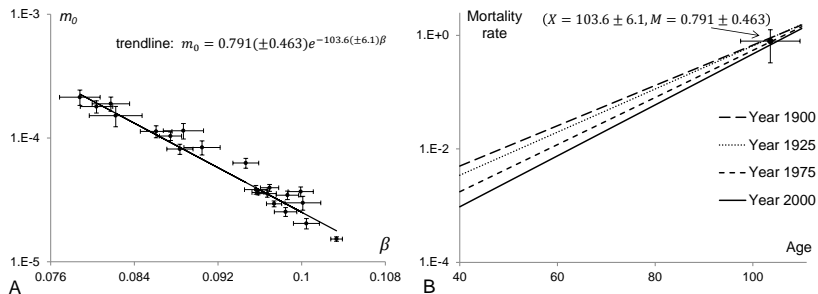 m₀
1.E-3
trendline: m₀ = 0.791(±0.463)e^{−103.6(±6.1)β}
1.E-4
1.E-5
β
0.076 0.084 0.092 0.1 0.108
A
Mortality rate
(X = 103.6 ± 6.1, M = 0.791 ± 0.463)
1.E+0
1.E-2
1.E-4
Year 1900
Year 1925
Year 1975
Year 2000
Age
40 60 80 100
B